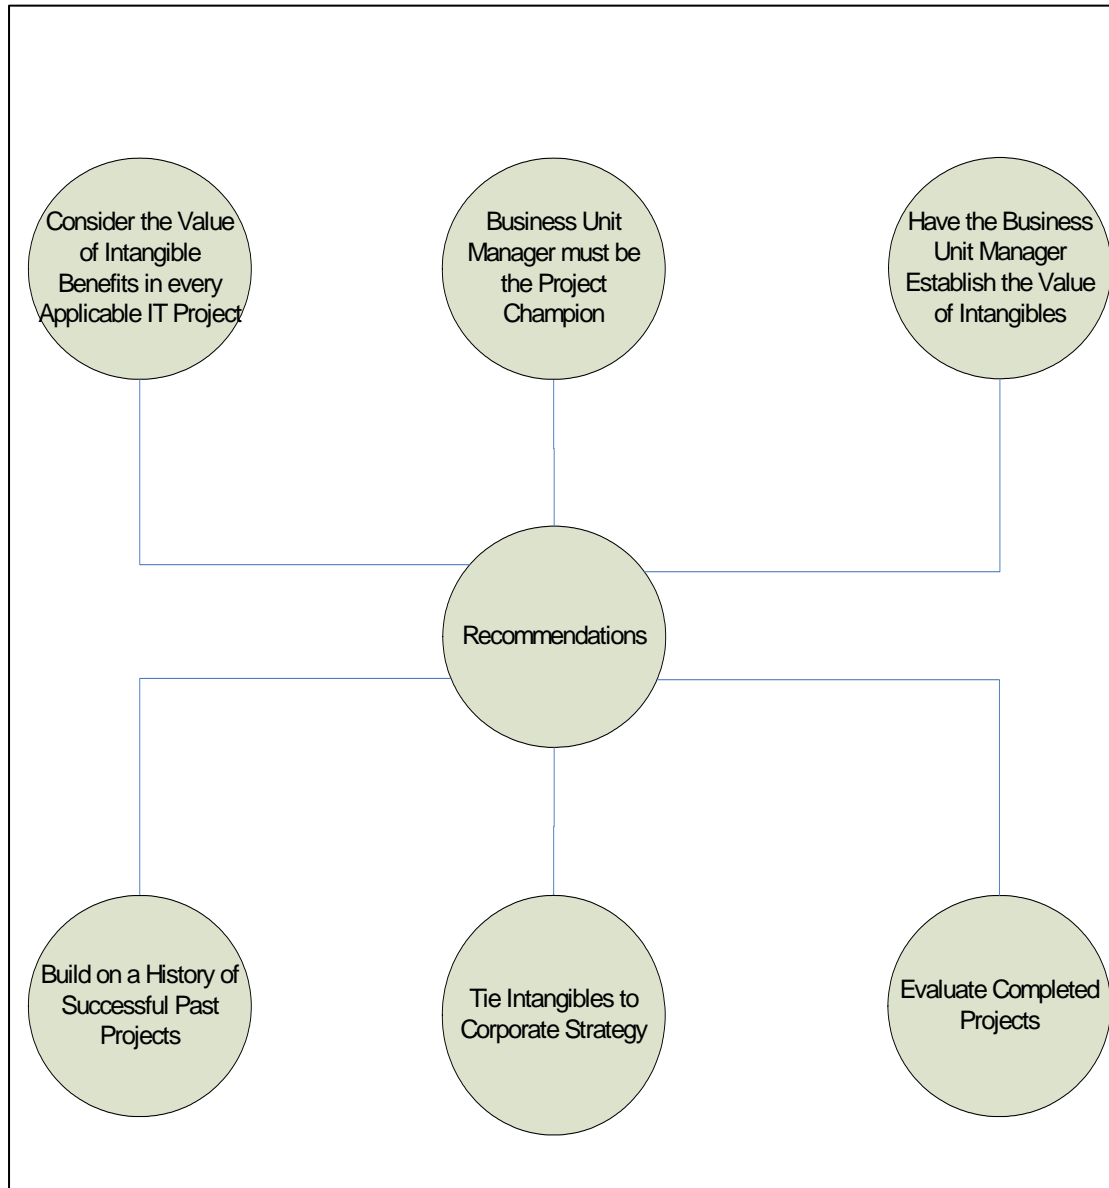 Consider the Value
of Intangible
Benefits in every
Applicable IT Project
Business Unit
Manager must be
the Project
Champion
Have the Business
Unit Manager
Establish the Value
of Intangibles
Recommendations
Build on a History of
Successful Past
Projects
Tie Intangibles to
Corporate Strategy
Evaluate Completed
Projects